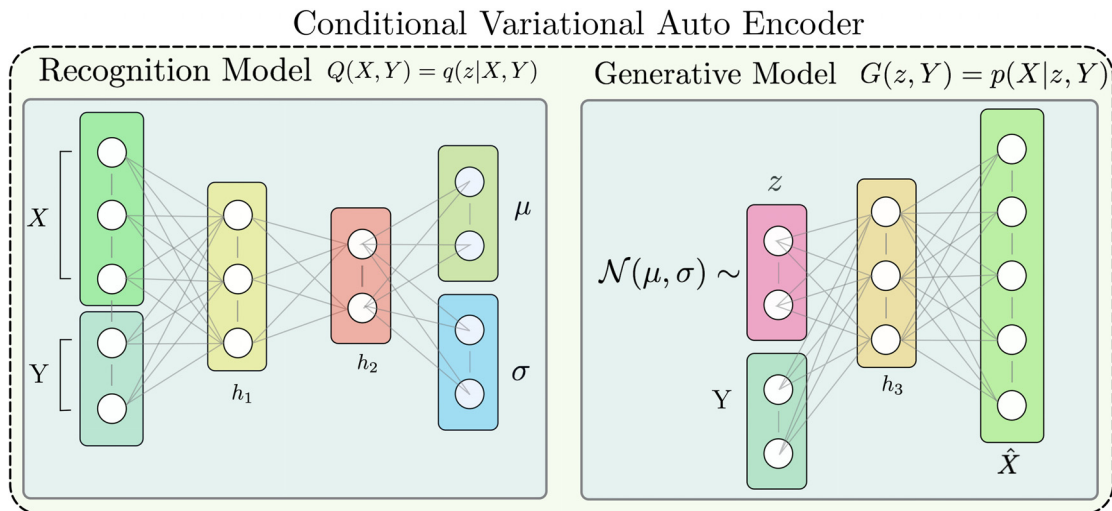 Conditional Variational Auto Encoder
Recognition Model Q(X, Y) = q(z|X, Y)
X
Y
h₁
h₂
μ
σ
Generative Model G(z, Y) = p(X|z, Y)
z
𝒩(μ, σ) ∼
Y
h₃
X̂